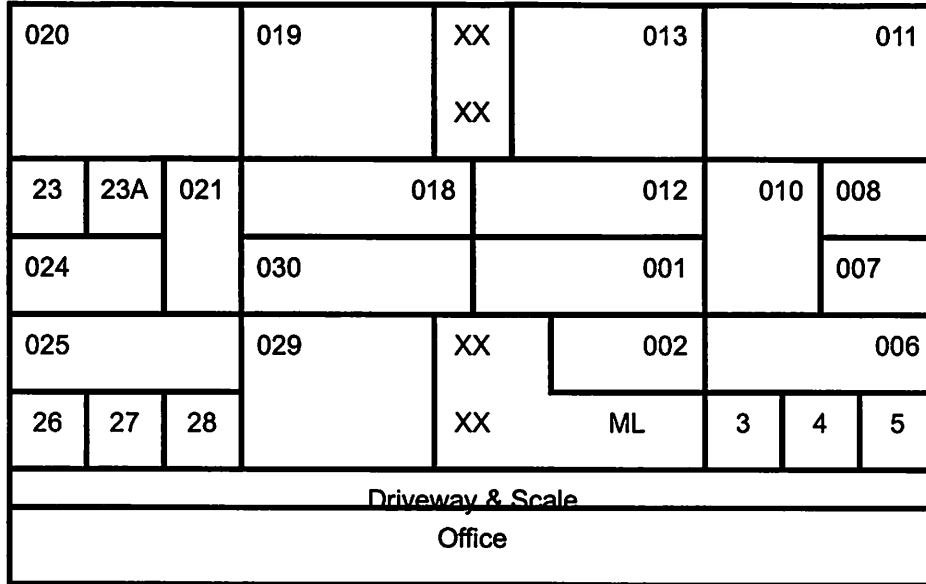 020 019 XX 013 011
XX
23 23A 021 018 012 010 008
024 030 001 007
025 029 XX 002 006
26 27 28 XX ML 3 4 5
Driveway & Scale
Office